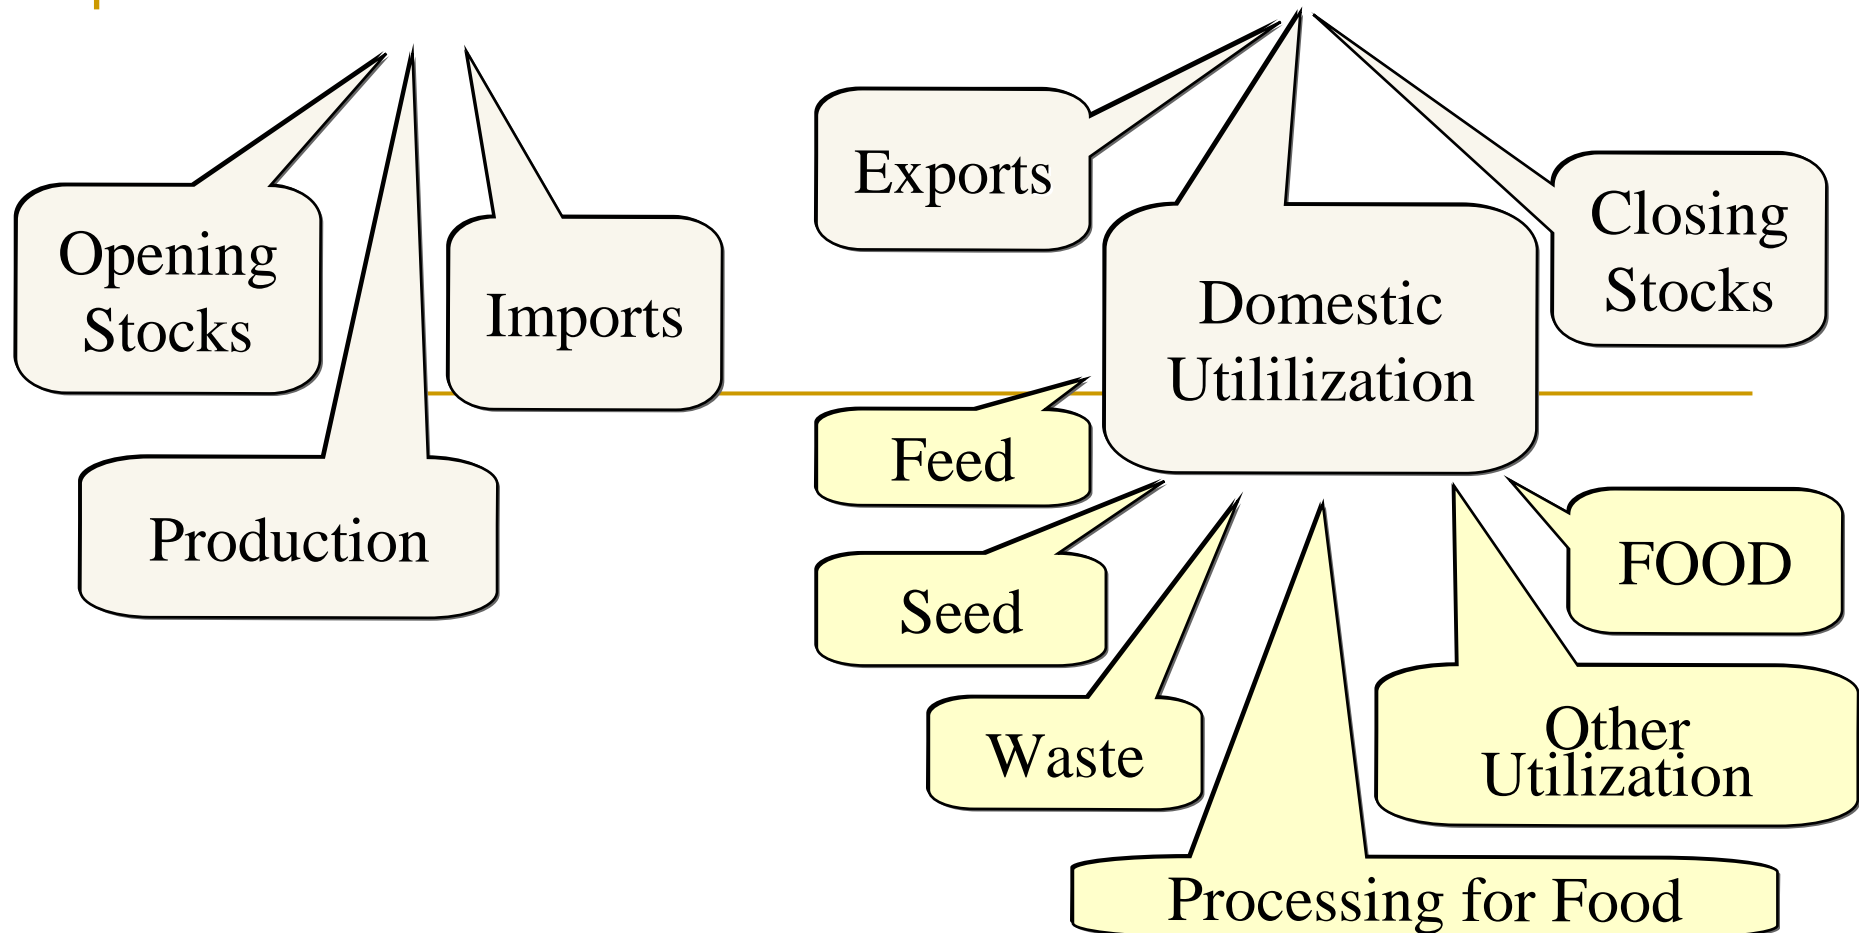 Opening
Stocks
Production
Imports
Exports
Domestic
Utililization
Closing
Stocks
Feed
Seed
Waste
Processing for Food
Other
Utilization
FOOD